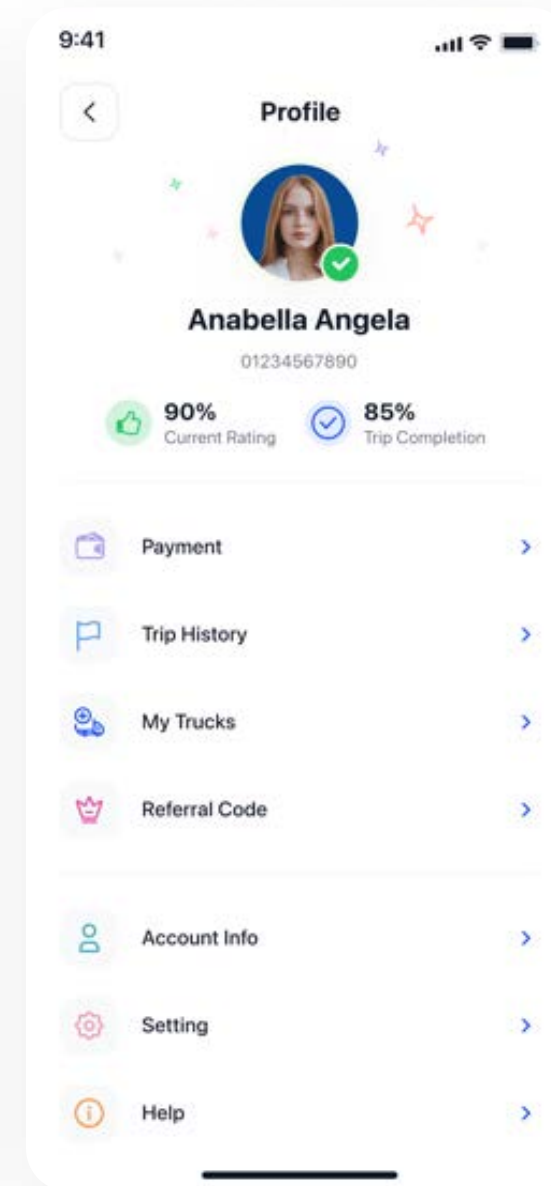 9:41
Profile
Anabella Angela
01234567890
90%
Current Rating
85%
Trip Completion
Payment
Trip History
My Trucks
Referral Code
Account Info
Setting
Help